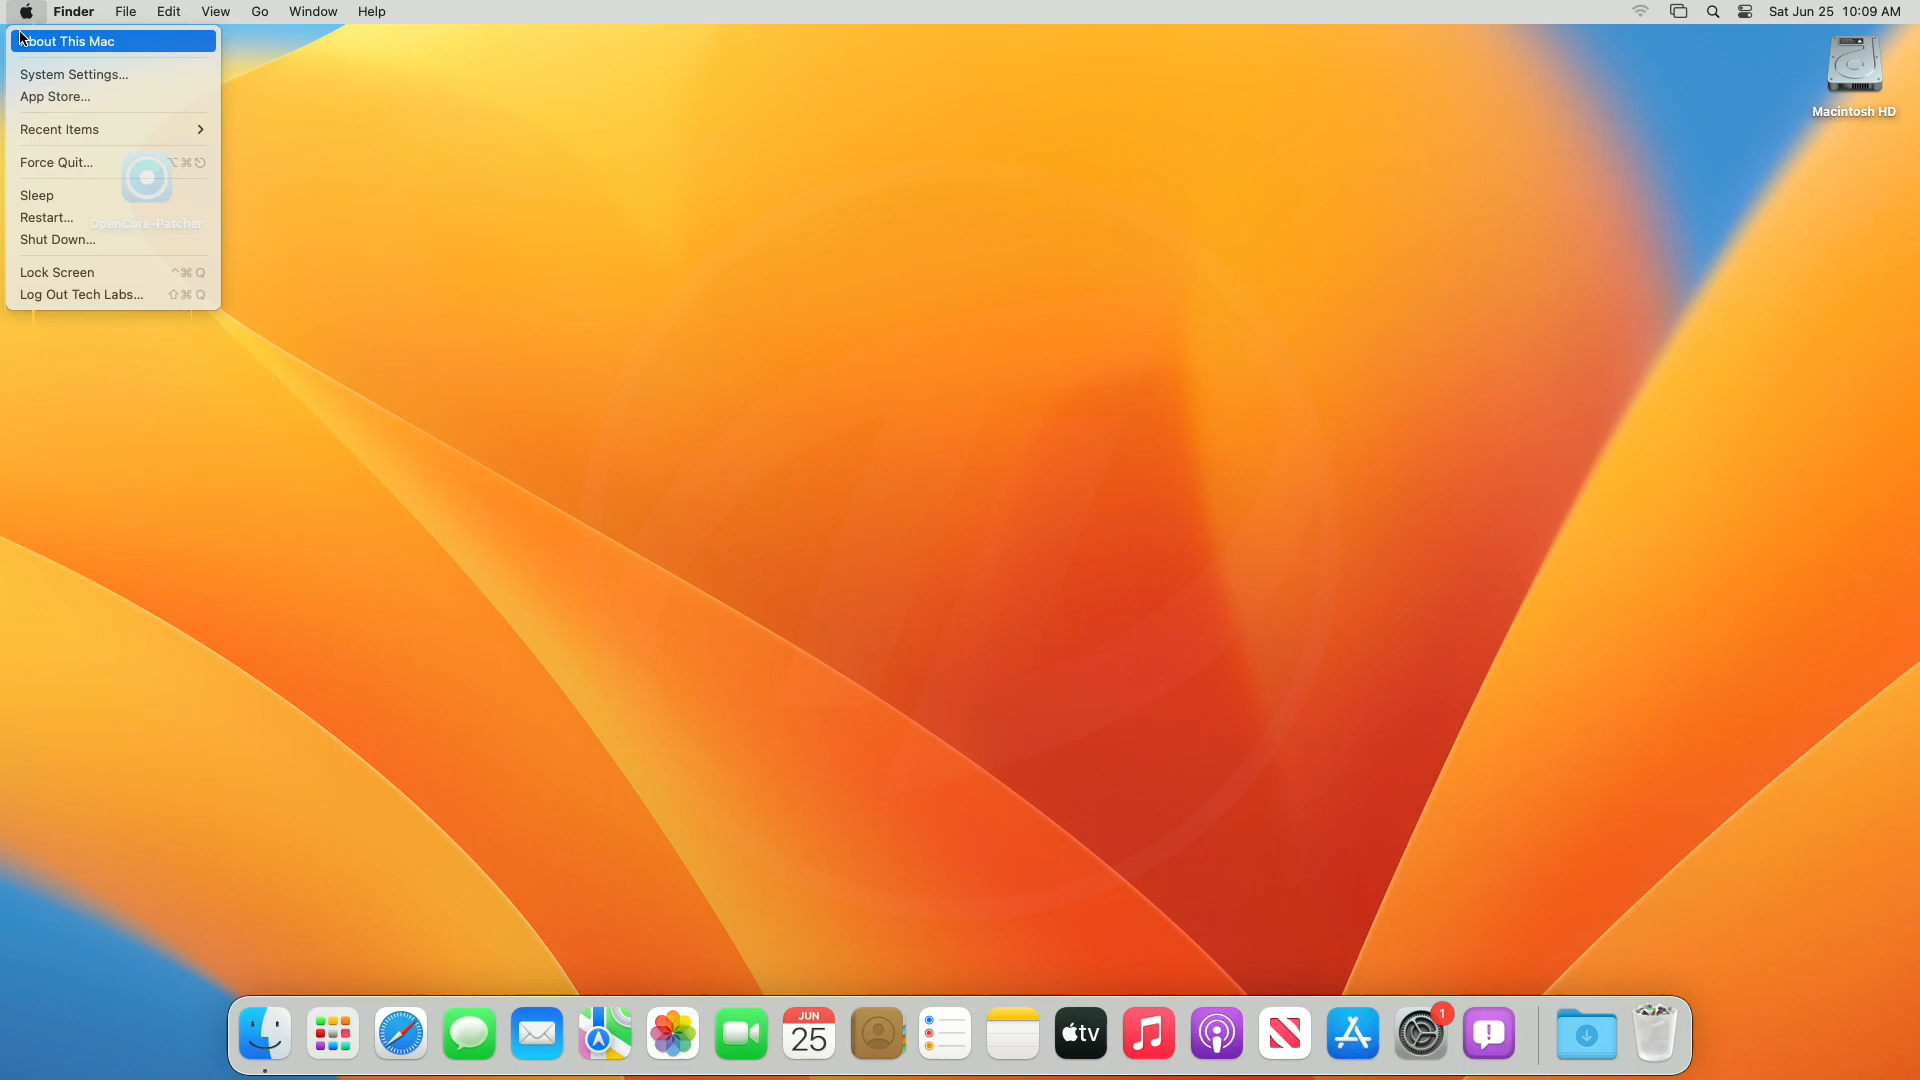 Finder File Edit View Go Window Help
Sat Jun 25 10:09 AM
About This Mac
System Settings...
App Store...
Recent Items
Force Quit... ⌥⌘⎋
Sleep
Restart...
Shut Down...
Lock Screen ^⌘Q
Log Out Tech Labs... ⇧⌘Q
OpenCore-Patcher
Macintosh HD
JUN
25
tv
1